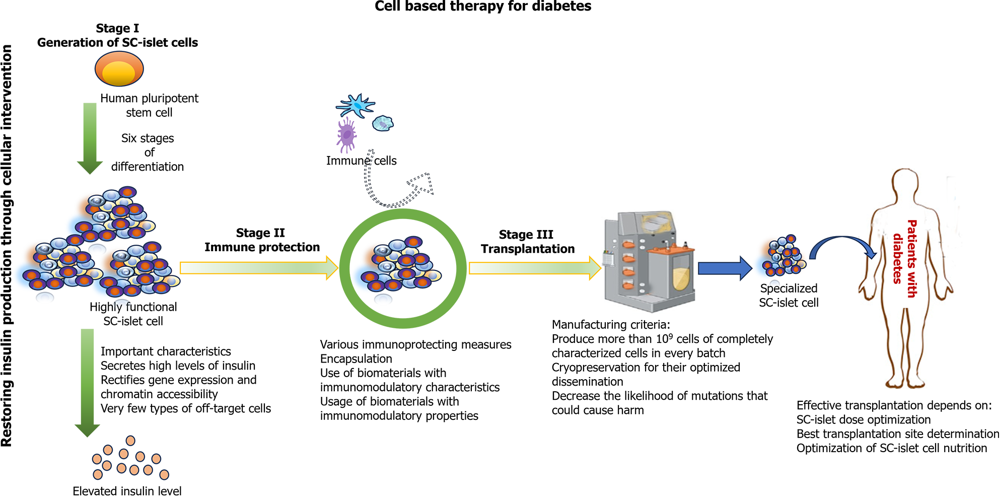 Cell based therapy for diabetes
Restoring insulin production through cellular intervention
Stage I
Generation of SC-islet cells
Human pluripotent
stem cell
Six stages
of
differentiation
Highly functional
SC-islet cell
Important characteristics
Secretes high levels of insulin
Rectifies gene expression and
chromatin accessibility
Very few types of off-target cells
Elevated insulin level
Stage II
Immune protection
Immune cells
Various immunoprotecting measures
Encapsulation
Use of biomaterials with
immunomodulatory characteristics
Usage of biomaterials with
immunomodulatory properties
Stage III
Transplantation
Manufacturing criteria:
Produce more than 10⁹ cells of completely
characterized cells in every batch
Cryopreservation for their optimized
dissemination
Decrease the likelihood of mutations that
could cause harm
Specialized
SC-islet cell
Patients with
diabetes
Effective transplantation depends on:
SC-islet dose optimization
Best transplantation site determination
Optimization of SC-islet cell nutrition